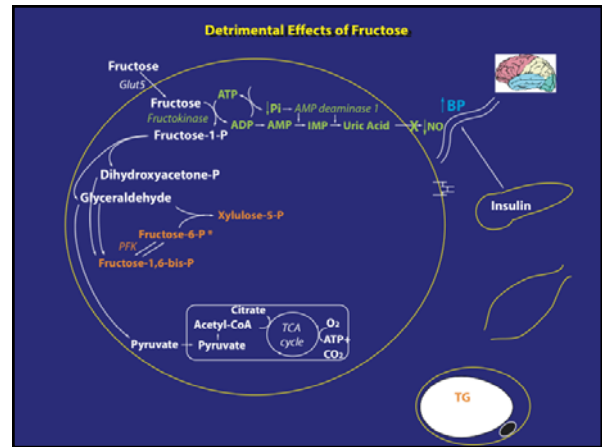 Detrimental Effects of Fructose
Fructose
Glut5
Fructose
Fructokinase
ATP
ADP
↓Pi
AMP deaminase 1
AMP
IMP
Uric Acid
X
↓NO
↑BP
Fructose-1-P
Dihydroxyacetone-P
Glyceraldehyde
Xylulose-5-P
Fructose-6-P *
PFK
Fructose-1,6-bis-P
Insulin
Citrate
Acetyl-CoA
Pyruvate
Pyruvate
TCA
cycle
O2
ATP+
CO2
TG